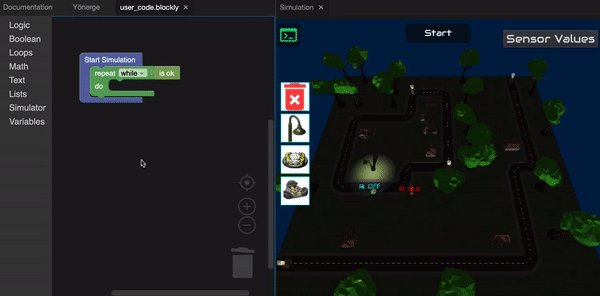 Documentation
Yönerge
user_code.blockly ×
Simulation ×
Logic
Boolean
Loops
Math
Text
Lists
Simulator
Variables
Start Simulation
repeat while is ok
do
Start
Sensor Values